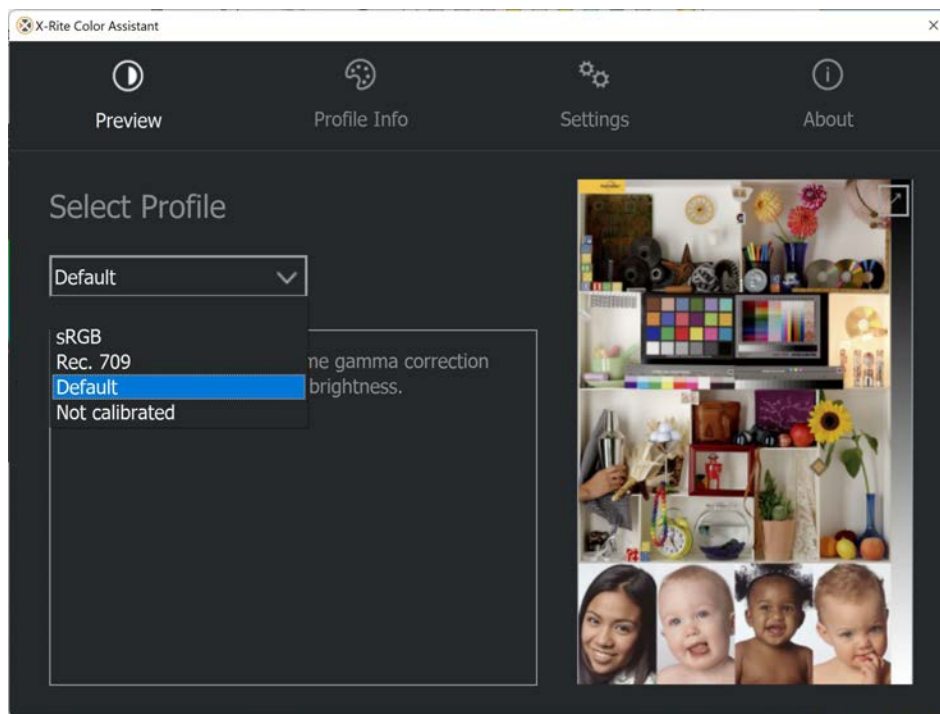 X-Rite Color Assistant
Preview
Profile Info
Settings
About
Select Profile
Default
sRGB
Rec. 709
Default
Not calibrated
me gamma correction
brightness.